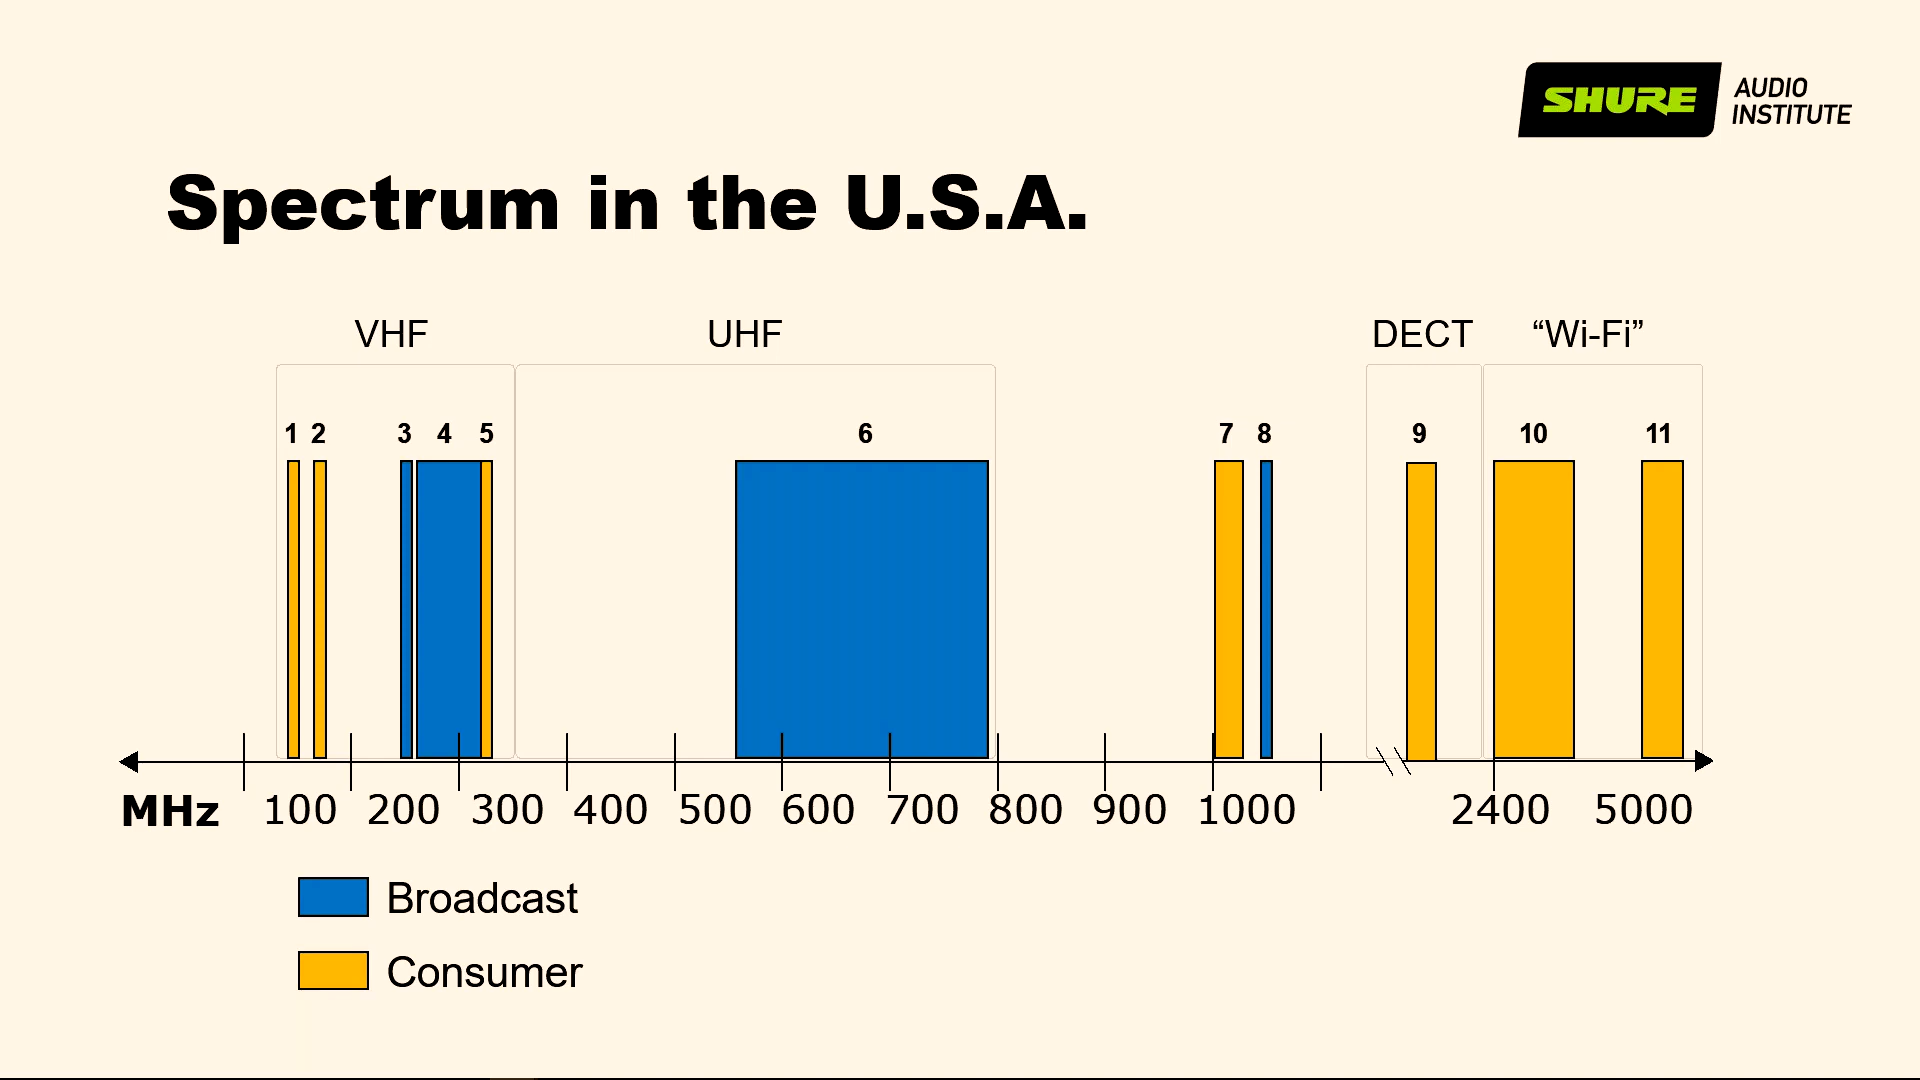 SHURE AUDIO
INSTITUTE
Spectrum in the U.S.A.
VHF UHF DECT “Wi-Fi”
1 2 3 4 5 6 7 8 9 10 11
MHz 100 200 300 400 500 600 700 800 900 1000 2400 5000
Broadcast
Consumer